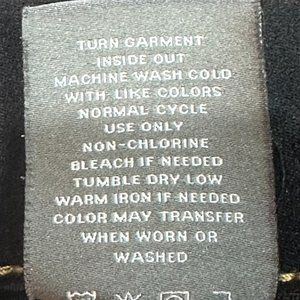 TURN GARMENT
INSIDE OUT
MACHINE WASH COLD
WITH LIKE COLORS
NORMAL CYCLE
USE ONLY
NON-CHLORINE
BLEACH IF NEEDED
TUMBLE DRY LOW
WARM IRON IF NEEDED
COLOR MAY TRANSFER
WHEN WORN OR
WASHED